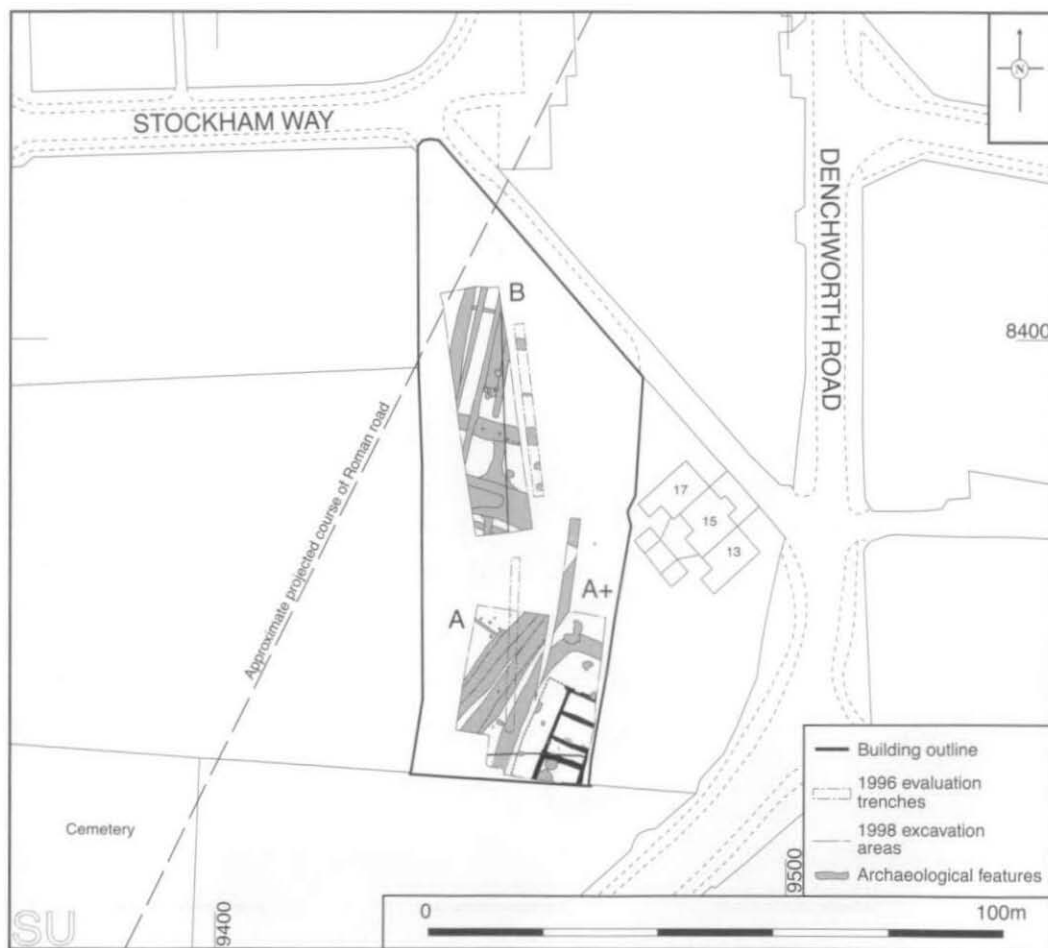 N
STOCKHAM WAY
DENCHWORTH ROAD
B
8400
Approximate projected course of Roman road
17
15
13
A+
A
Building outline
1996 evaluation
trenches
1998 excavation
areas
Archaeological features
Cemetery
9400
9500
SU
0
100m